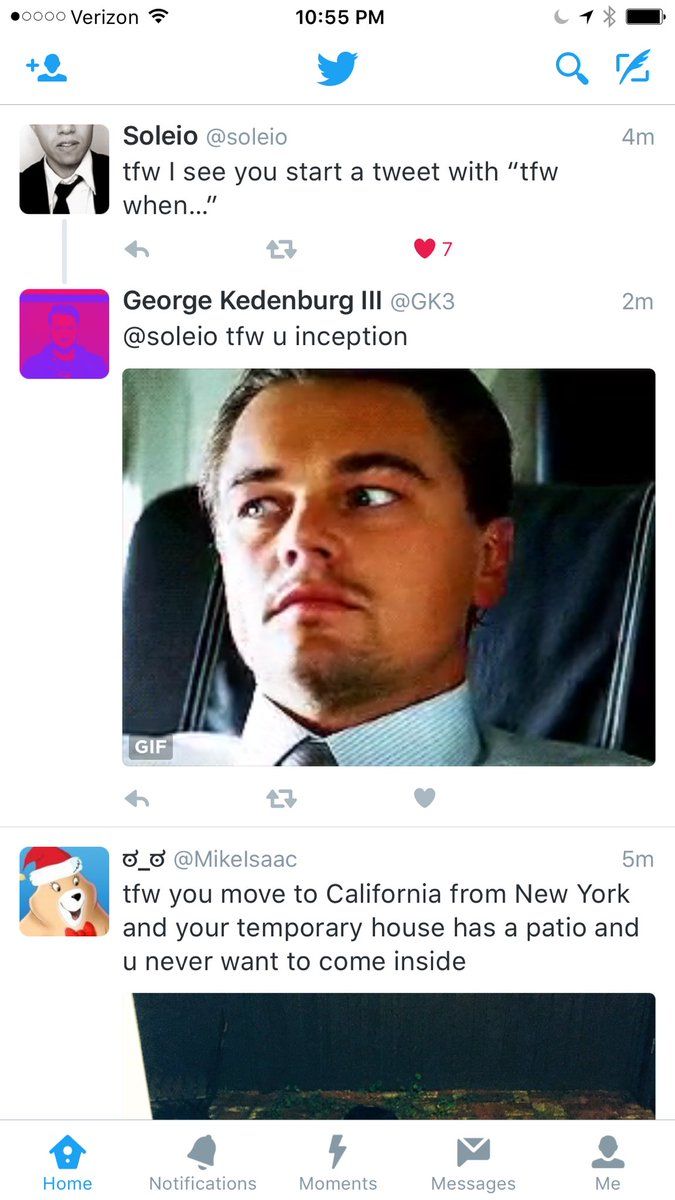 Verizon 10:55 PM
Soleio @soleio 4m
tfw I see you start a tweet with “tfw
when...”
7
George Kedenburg III @GK3 2m
@soleio tfw u inception
GIF
ಠ_ಠ @MikeIsaac 5m
tfw you move to California from New York
and your temporary house has a patio and
u never want to come inside
Home Notifications Moments Messages Me